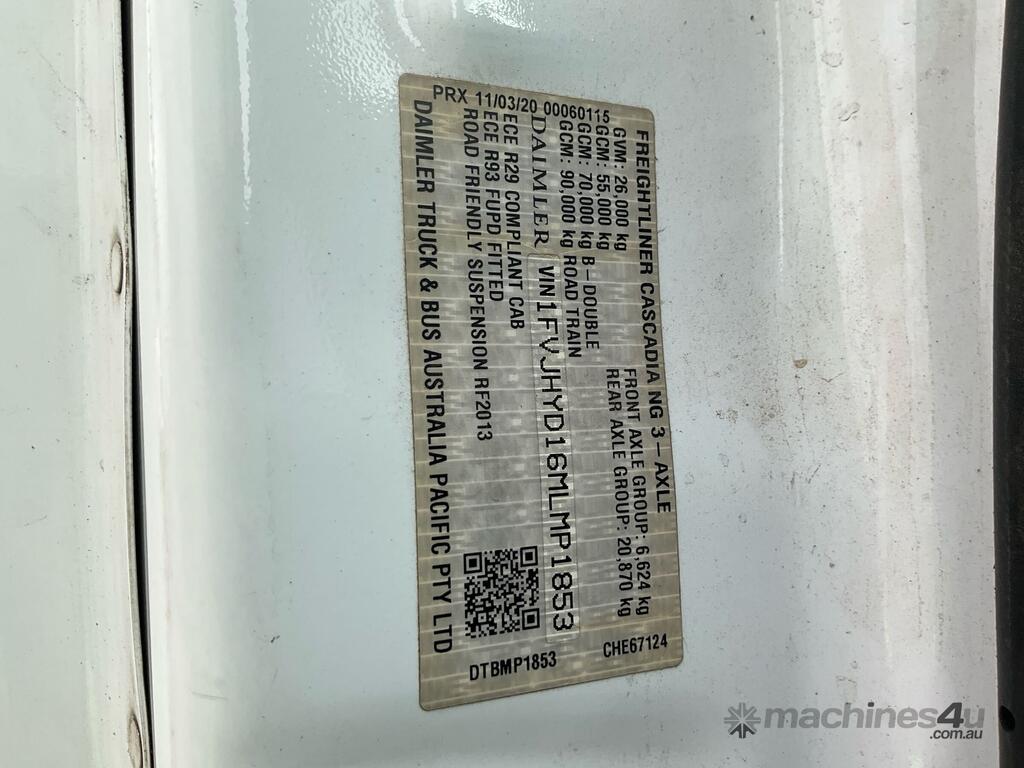 FREIGHTLINER CASCADIA NG 3-AXLE
GVM: 26,000 kg FRONT AXLE GROUP: 6,624 kg
GCM: 55,000 kg REAR AXLE GROUP: 20,870 kg
GCM: 70,000 kg B-DOUBLE
GCM: 90,000 kg ROAD TRAIN
DAIMLER VIN1FVJHYD16MLMP1853
ECE R29 COMPLIANT CAB
ECE R93 FUPD FITTED
ROAD FRIENDLY SUSPENSION RF2013
DAIMLER TRUCK & BUS AUSTRALIA PACIFIC PTY LTD
PRX 11/03/20 00060115
DTBMP1853
CHE67124
machines4u
.com.au